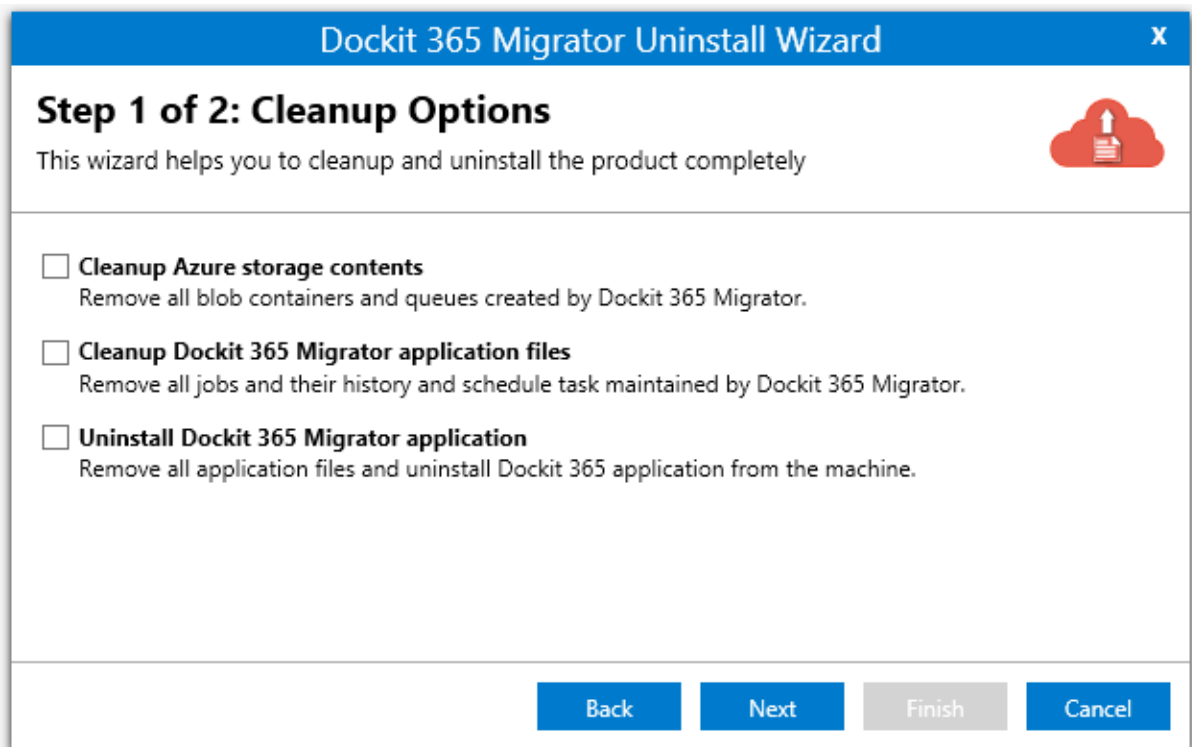 Dockit 365 Migrator Uninstall Wizard X
Step 1 of 2: Cleanup Options
This wizard helps you to cleanup and uninstall the product completely
Cleanup Azure storage contents
Remove all blob containers and queues created by Dockit 365 Migrator.
Cleanup Dockit 365 Migrator application files
Remove all jobs and their history and schedule task maintained by Dockit 365 Migrator.
Uninstall Dockit 365 Migrator application
Remove all application files and uninstall Dockit 365 application from the machine.
Back Next Finish Cancel